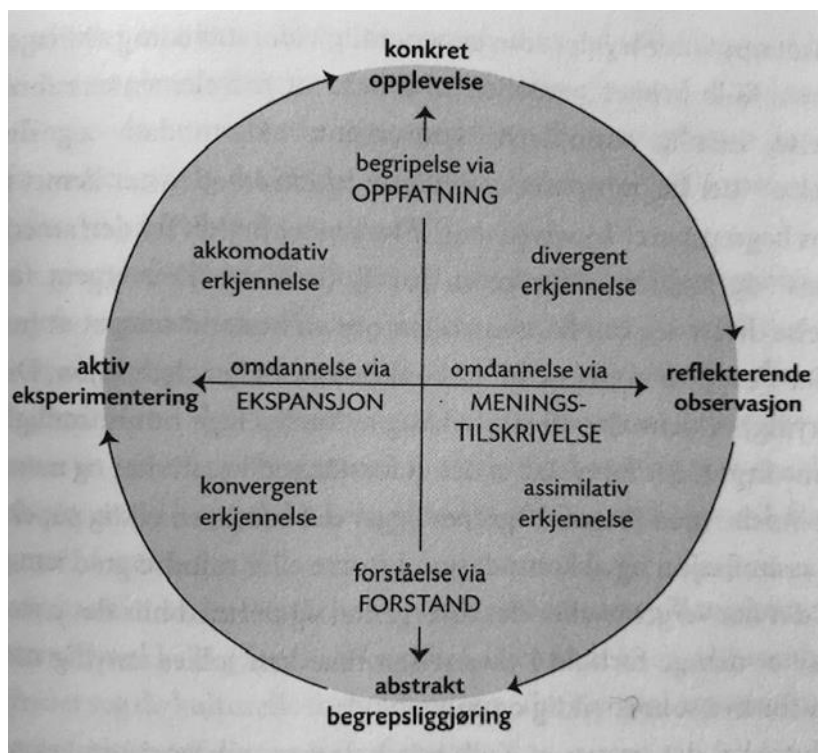 konkret
opplevelse
begripelse via
OPPFATNING
akkomodativ
erkjennelse
divergent
erkjennelse
aktiv
eksperimentering
omdannelse via
EKSPANSJON
omdannelse via
MENINGS-
TILSKRIVELSE
reflekterende
observasjon
konvergent
erkjennelse
assimilativ
erkjennelse
forståelse via
FORSTAND
abstrakt
begrepsliggjøring